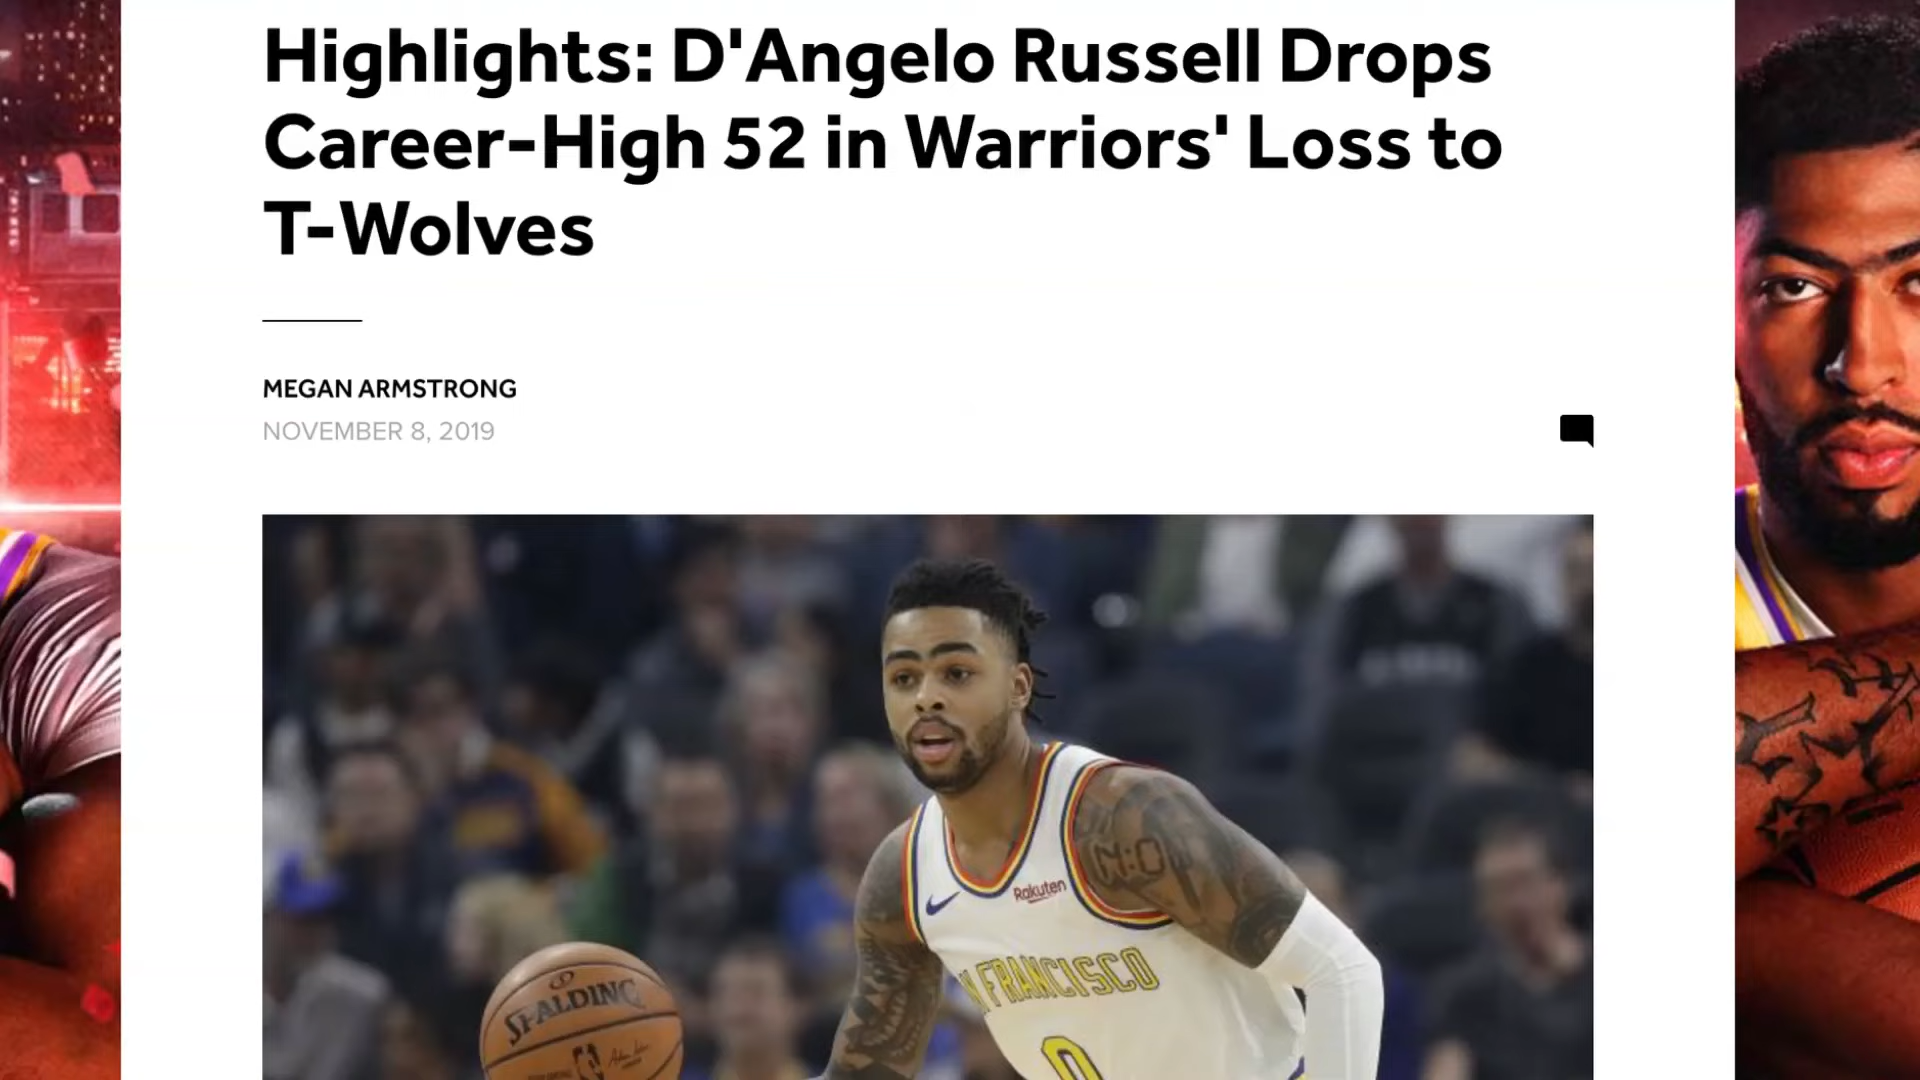 Highlights: D'Angelo Russell Drops
Career-High 52 in Warriors' Loss to
T-Wolves
MEGAN ARMSTRONG
NOVEMBER 8, 2019
Rakuten
N FRANCISCO
0
SPALDING
N:O